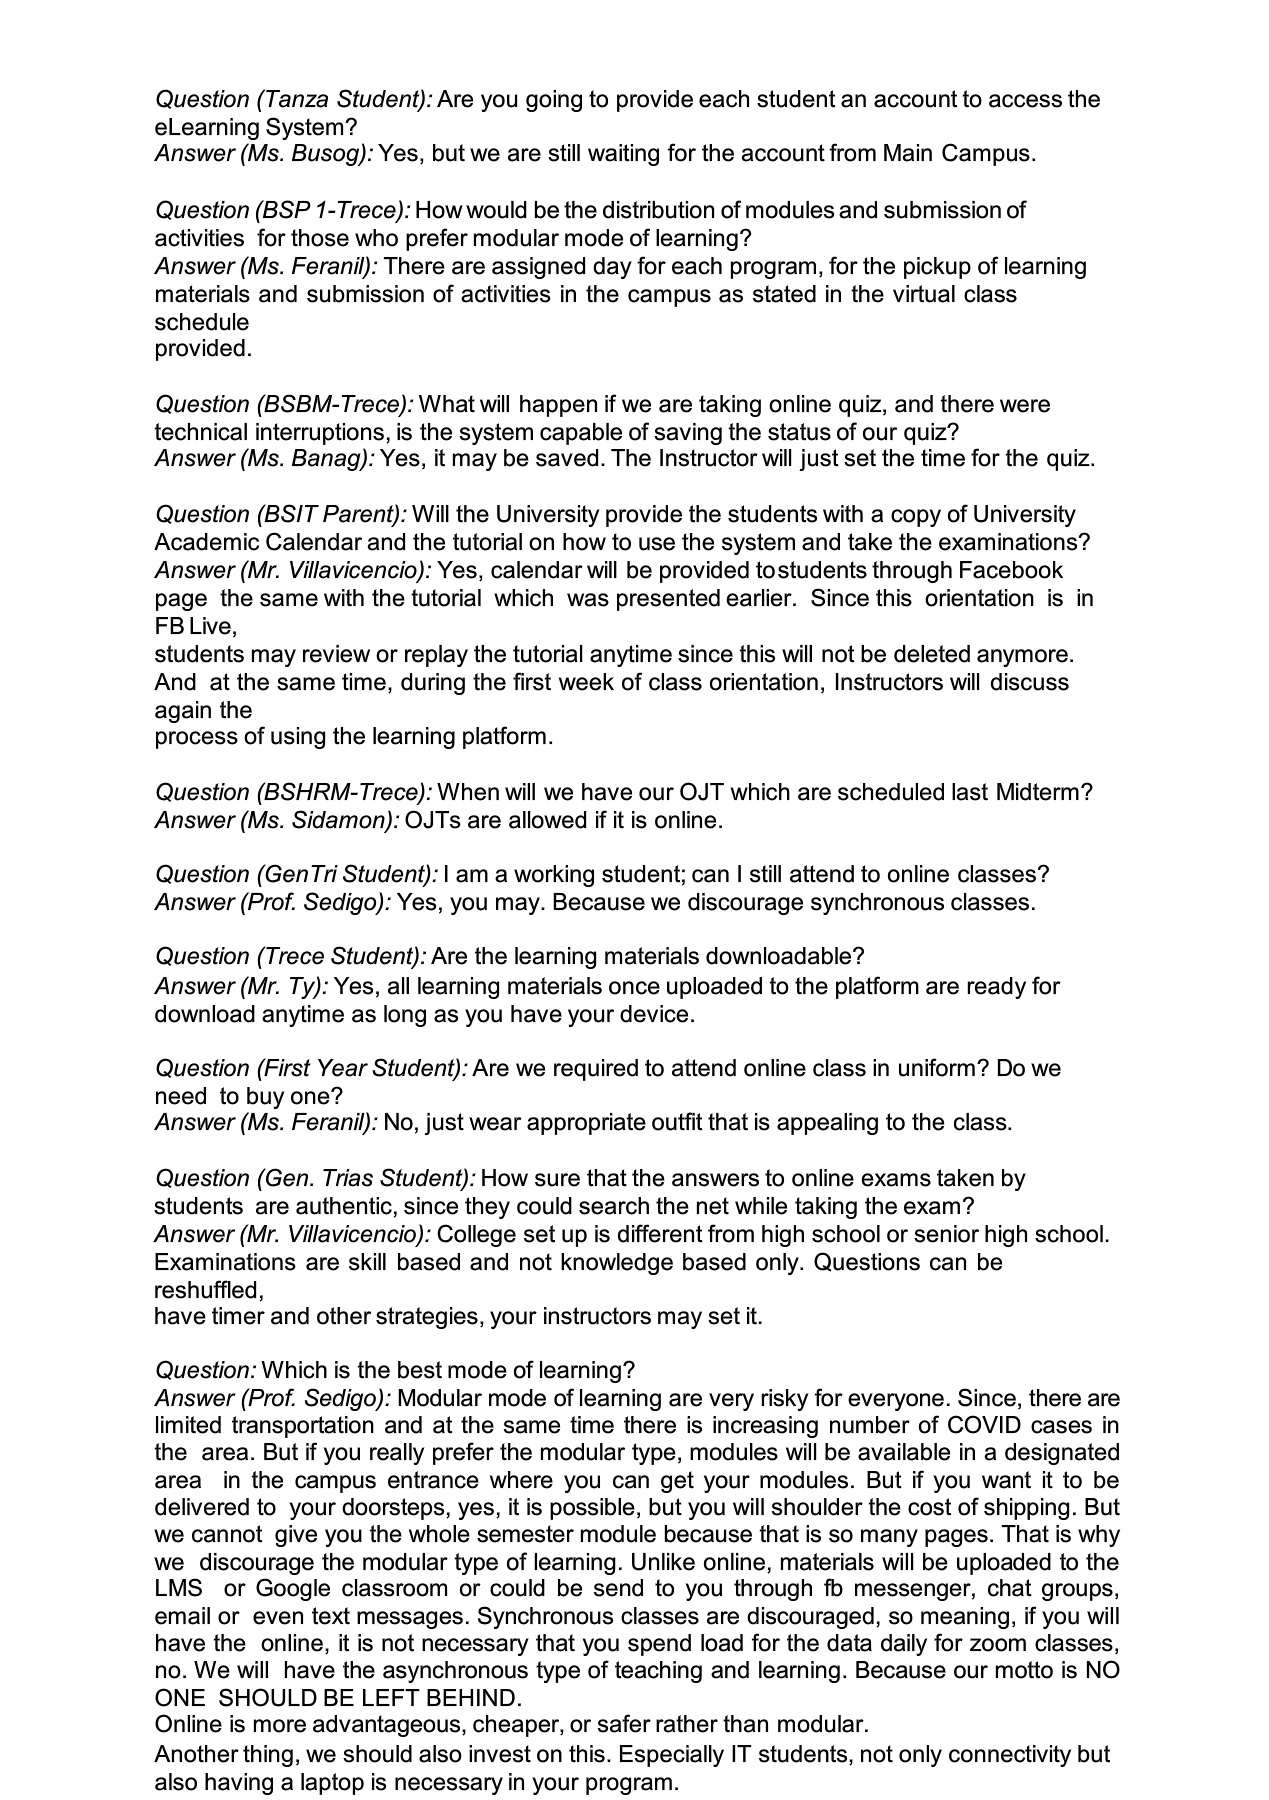 Question (Tanza Student): Are you going to provide each student an account to access the
eLearning System?
Answer (Ms. Busog): Yes, but we are still waiting for the account from Main Campus.
Question (BSP 1-Trece): How would be the distribution of modules and submission of
activities for those who prefer modular mode of learning?
Answer (Ms. Feranil): There are assigned day for each program, for the pickup of learning
materials and submission of activities in the campus as stated in the virtual class
schedule
provided.
Question (BSBM-Trece): What will happen if we are taking online quiz, and there were
technical interruptions, is the system capable of saving the status of our quiz?
Answer (Ms. Banag): Yes, it may be saved. The Instructor will just set the time for the quiz.
Question (BSIT Parent): Will the University provide the students with a copy of University
Academic Calendar and the tutorial on how to use the system and take the examinations?
Answer (Mr. Villavicencio): Yes, calendar will be provided to students through Facebook
page the same with the tutorial which was presented earlier. Since this orientation is in
FB Live,
students may review or replay the tutorial anytime since this will not be deleted anymore.
And at the same time, during the first week of class orientation, Instructors will discuss
again the
process of using the learning platform.
Question (BSHRM-Trece): When will we have our OJT which are scheduled last Midterm?
Answer (Ms. Sidamon): OJTs are allowed if it is online.
Question (GenTri Student): I am a working student; can I still attend to online classes?
Answer (Prof. Sedigo): Yes, you may. Because we discourage synchronous classes.
Question (Trece Student): Are the learning materials downloadable?
Answer (Mr. Ty): Yes, all learning materials once uploaded to the platform are ready for
download anytime as long as you have your device.
Question (First Year Student): Are we required to attend online class in uniform? Do we
need to buy one?
Answer (Ms. Feranil): No, just wear appropriate outfit that is appealing to the class.
Question (Gen. Trias Student): How sure that the answers to online exams taken by
students are authentic, since they could search the net while taking the exam?
Answer (Mr. Villavicencio): College set up is different from high school or senior high school.
Examinations are skill based and not knowledge based only. Questions can be
reshuffled,
have timer and other strategies, your instructors may set it.
Question: Which is the best mode of learning?
Answer (Prof. Sedigo): Modular mode of learning are very risky for everyone. Since, there are
limited transportation and at the same time there is increasing number of COVID cases in
the area. But if you really prefer the modular type, modules will be available in a designated
area in the campus entrance where you can get your modules. But if you want it to be
delivered to your doorsteps, yes, it is possible, but you will shoulder the cost of shipping. But
we cannot give you the whole semester module because that is so many pages. That is why
we discourage the modular type of learning. Unlike online, materials will be uploaded to the
LMS or Google classroom or could be send to you through fb messenger, chat groups,
email or even text messages. Synchronous classes are discouraged, so meaning, if you will
have the online, it is not necessary that you spend load for the data daily for zoom classes,
no. We will have the asynchronous type of teaching and learning. Because our motto is NO
ONE SHOULD BE LEFT BEHIND.
Online is more advantageous, cheaper, or safer rather than modular.
Another thing, we should also invest on this. Especially IT students, not only connectivity but
also having a laptop is necessary in your program.